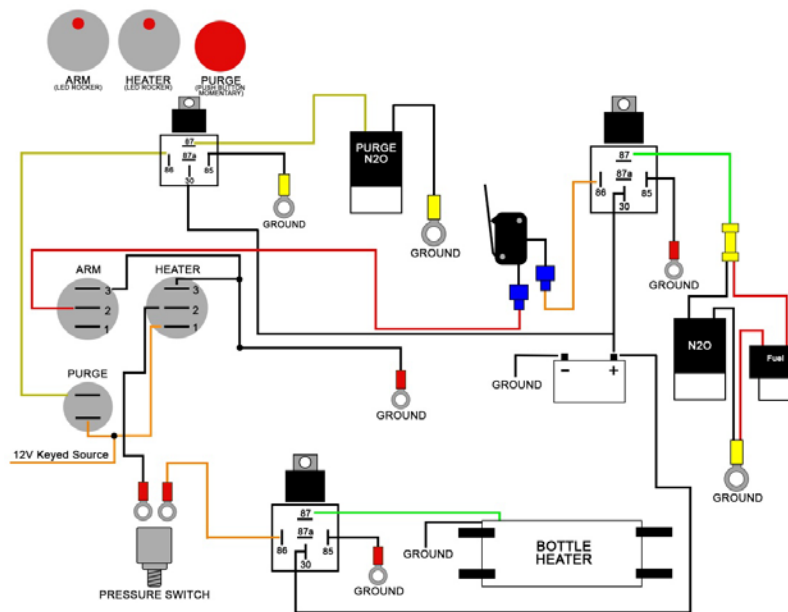 ARM
(LED ROCKER)
HEATER
(LED ROCKER)
PURGE
(PUSH BUTTON
MOMENTARY)
87
87a
86
85
30
GROUND
PURGE
N2O
GROUND
87
87a
86
85
30
GROUND
ARM
3
2
1
HEATER
3
2
1
GROUND
PURGE
12V Keyed Source
GROUND
-
+
N2O
Fuel
GROUND
PRESSURE SWITCH
87
87a
86
85
30
GROUND
GROUND
BOTTLE
HEATER